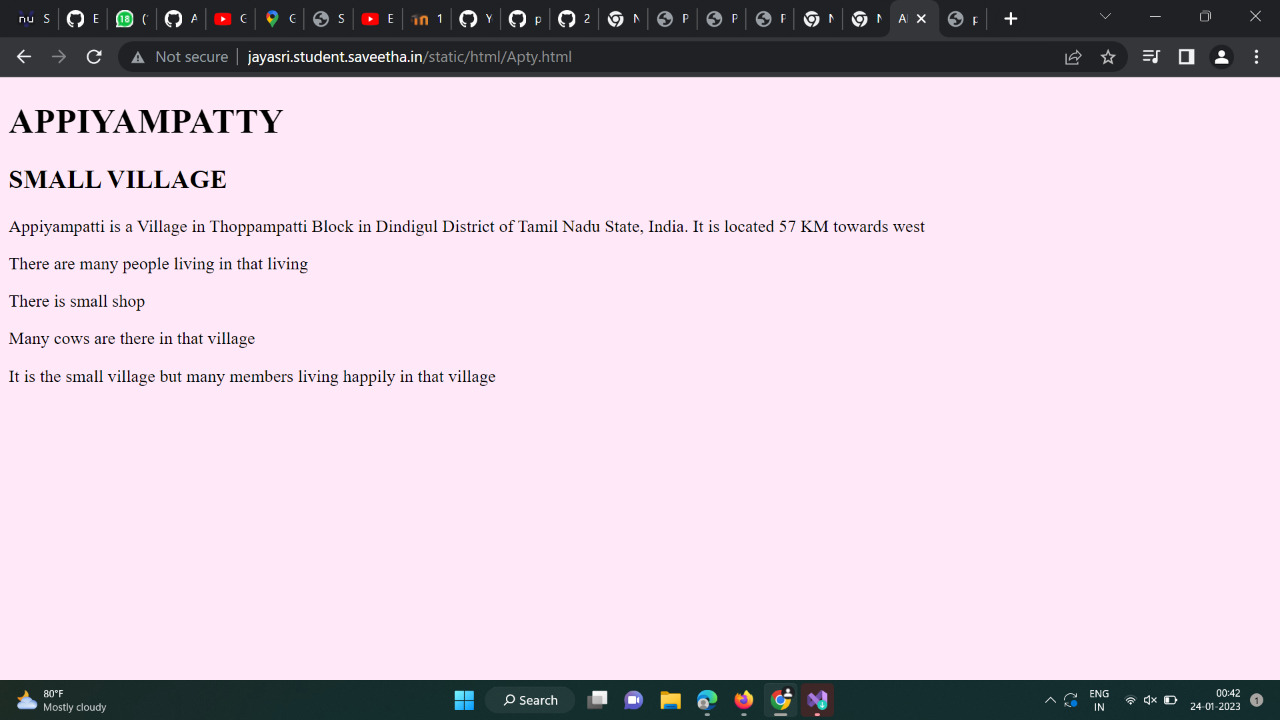 S E 18 (' A G G S E 1 Y p 2 N P P P N N A p
Not secure jayasri.student.saveetha.in/static/html/Apty.html
APPIYAMPATTY
SMALL VILLAGE
Appiyampatti is a Village in Thoppampatti Block in Dindigul District of Tamil Nadu State, India. It is located 57 KM towards west
There are many people living in that living
There is small shop
Many cows are there in that village
It is the small village but many members living happily in that village
80°F
Mostly cloudy
Search
ENG
IN
00:42
24-01-2023
1